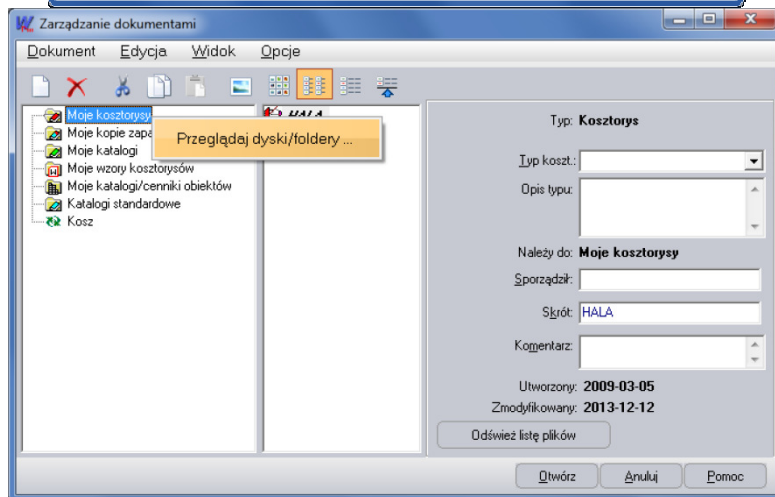 Zarządzanie dokumentami
Dokument Edycja Widok Opcje
Moje kosztorysy
HALA
Moje kopie zapa
Przeglądaj dyski/foldery ...
Moje katalogi
Moje wzory kosztorysów
Moje katalogi/cenniki obiektów
Katalogi standardowe
Kosz
Typ: Kosztorys
Typ koszt.:
Opis typu:
Należy do: Moje kosztorysy
Sporządził:
Skrót: HALA
Komentarz:
Utworzony: 2009-03-05
Zmodyfikowany: 2013-12-12
Odśwież listę plików
Otwórz Anuluj Pomoc